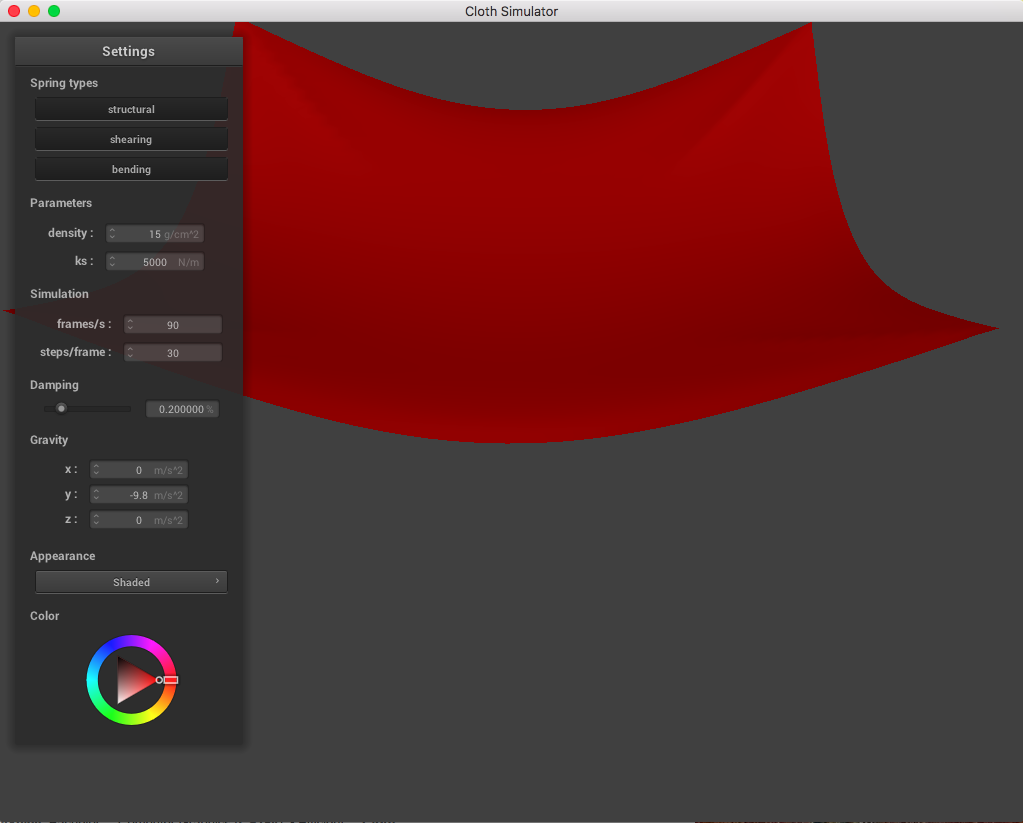 Cloth Simulator
Settings
Spring types
structural
shearing
bending
Parameters
density : 15 g/cm^2
ks : 5000 N/m
Simulation
frames/s : 90
steps/frame : 30
Damping
0.200000 %
Gravity
x : 0 m/s^2
y : -9.8 m/s^2
z : 0 m/s^2
Appearance
Shaded
Color